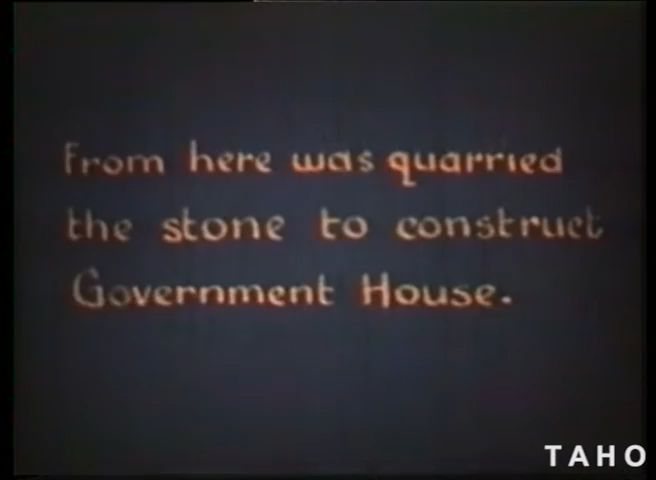 From here was quarried
the stone to construct
Government House.
TAHO